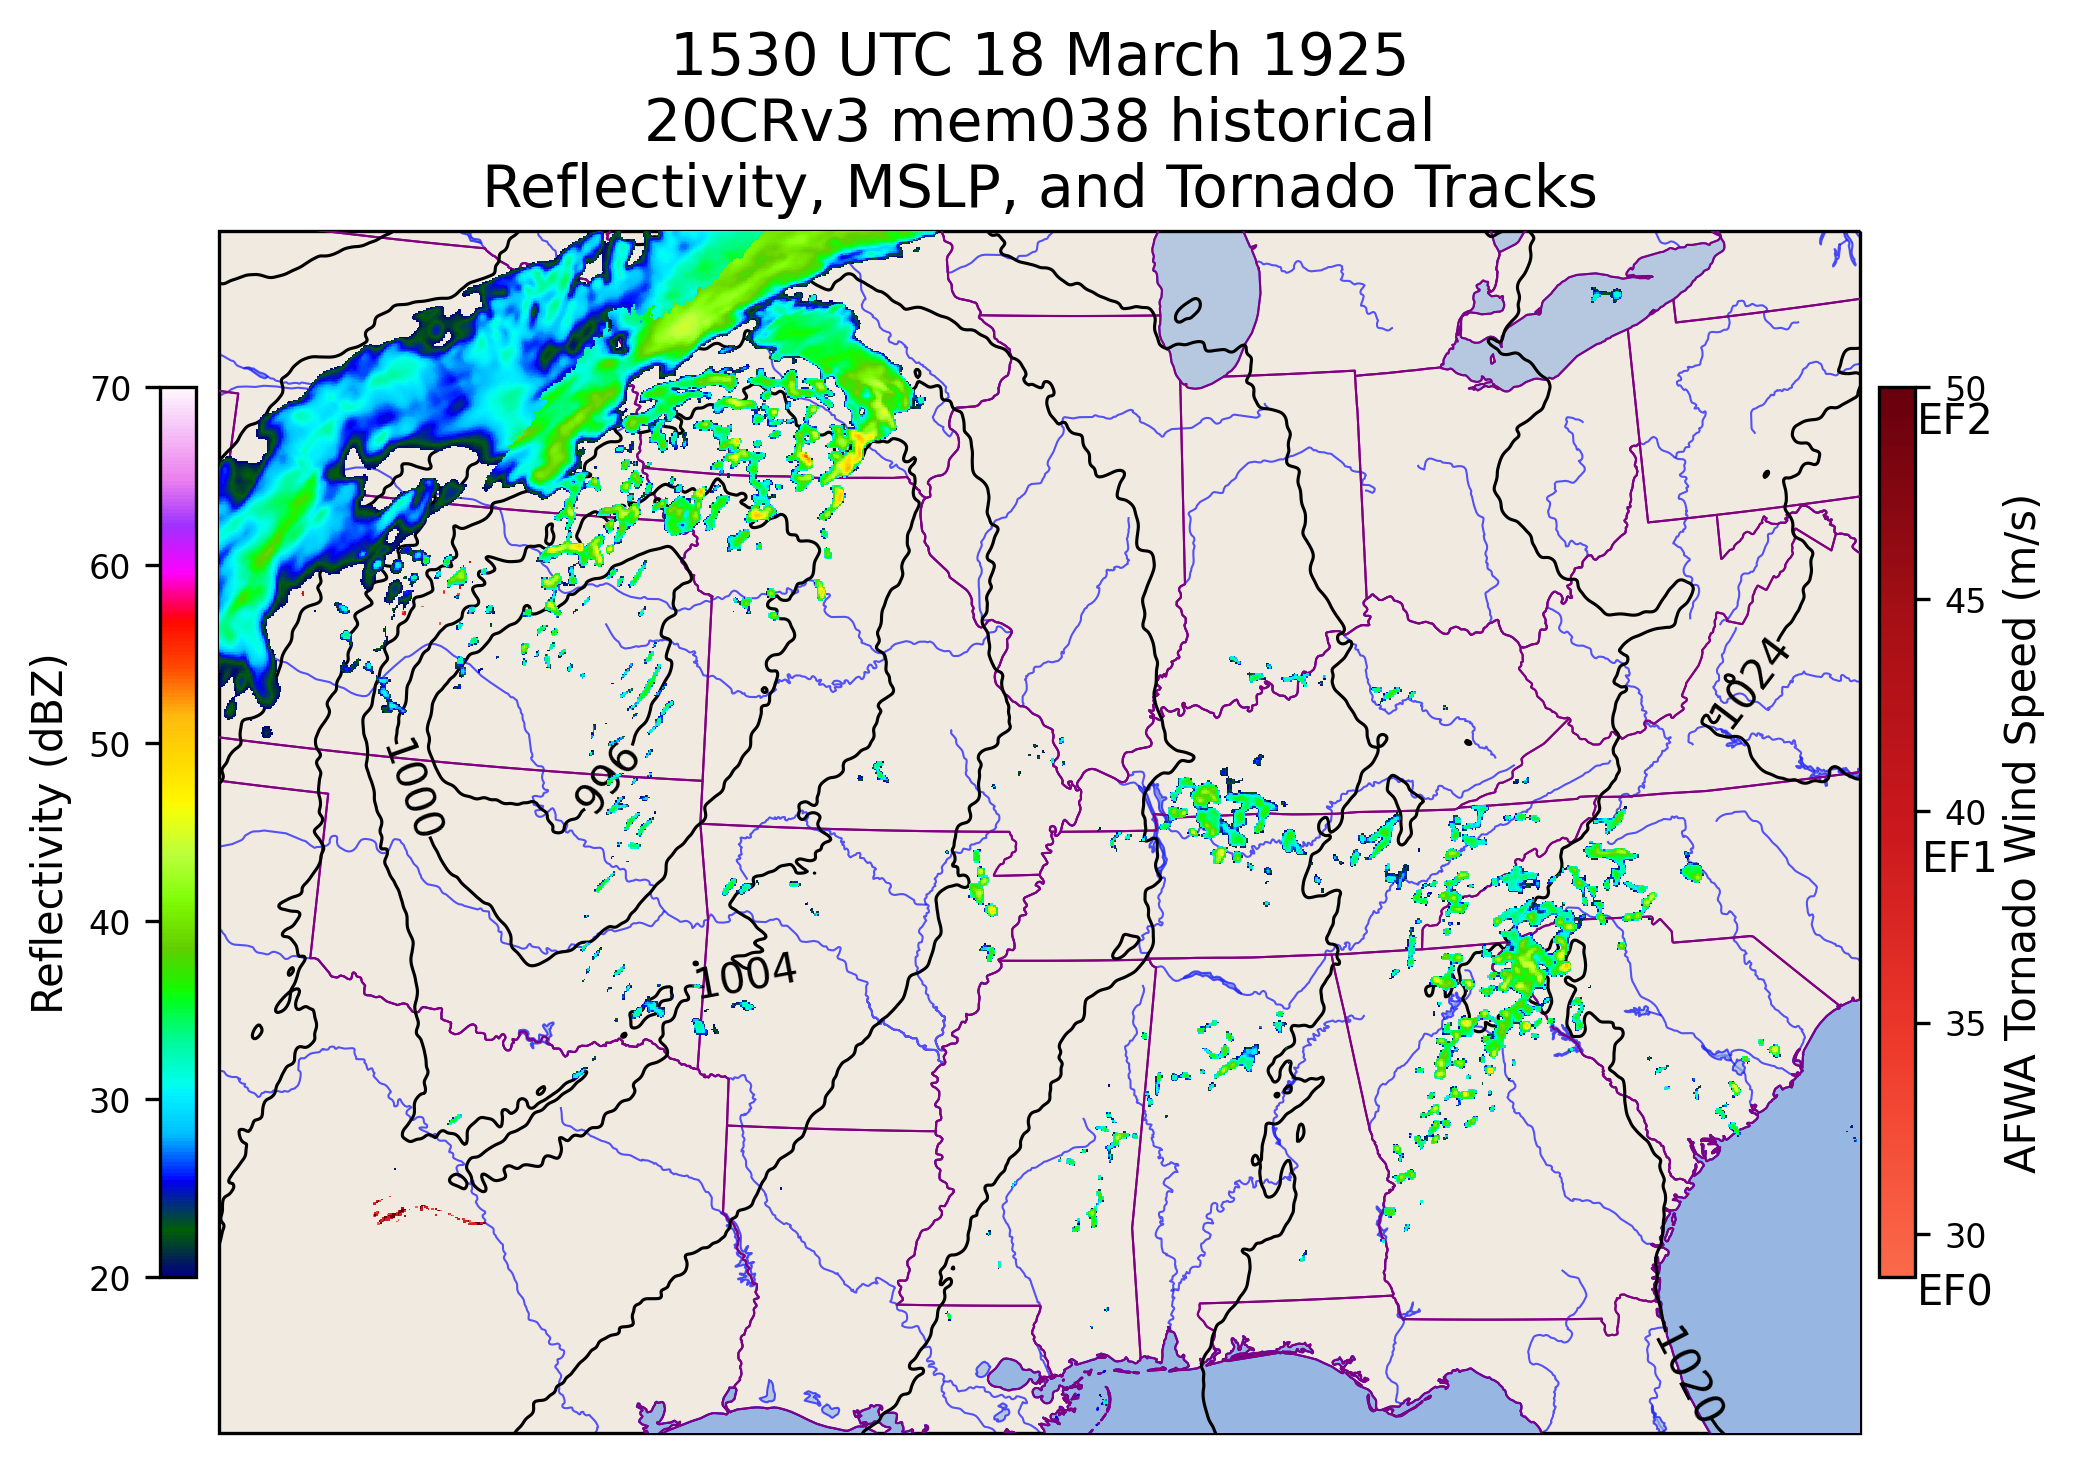 1530 UTC 18 March 1925
20CRv3 mem038 historical
Reflectivity, MSLP, and Tornado Tracks
Reflectivity (dBZ)
70
60
50
40
30
20
1000
996
1004
1024
1020
50
EF2
45
40
EF1
35
30
EF0
AFWA Tornado Wind Speed (m/s)